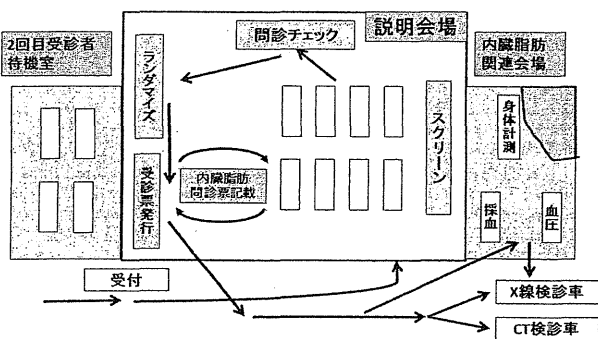 説明会場
問診チェック
2回目受診者
待機室
ランダマイズ
内臓脂肪
関連会場
スクリーン
身体計測
受診票発行
内臓脂肪
問診票記載
採血
血圧
受付
X線検診車
CT検診車